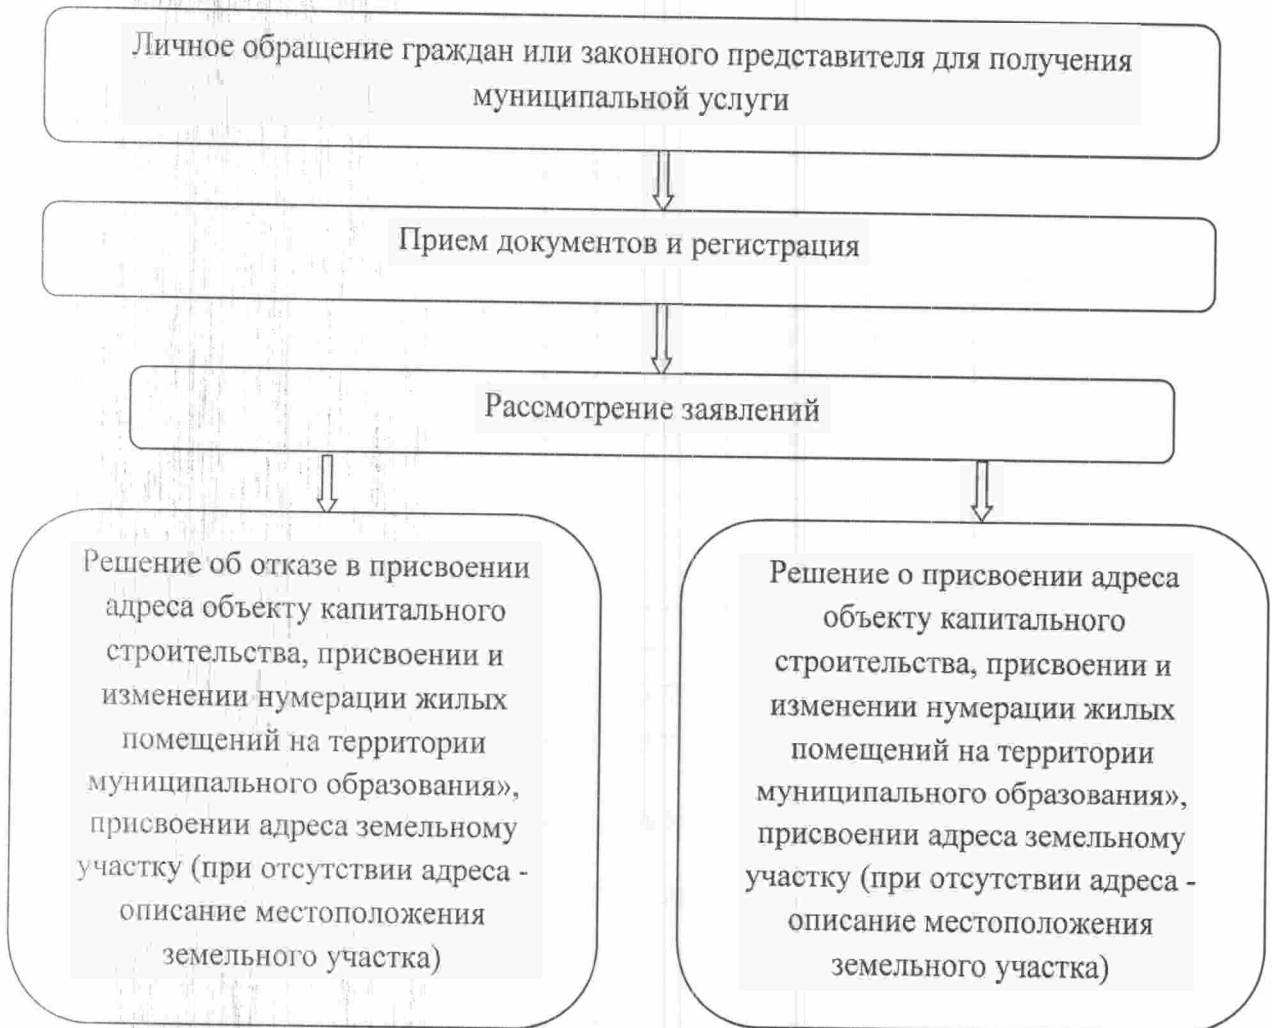 Личное обращение граждан или законного представителя для получения
муниципальной услуги
Прием документов и регистрация
Рассмотрение заявлений
Решение об отказе в присвоении
адреса объекту капитального
строительства, присвоении и
изменении нумерации жилых
помещений на территории
муниципального образования»,
присвоении адреса земельному
участку (при отсутствии адреса -
описание местоположения
земельного участка)
Решение о присвоении адреса
объекту капитального
строительства, присвоении и
изменении нумерации жилых
помещений на территории
муниципального образования»,
присвоении адреса земельному
участку (при отсутствии адреса -
описание местоположения
земельного участка)